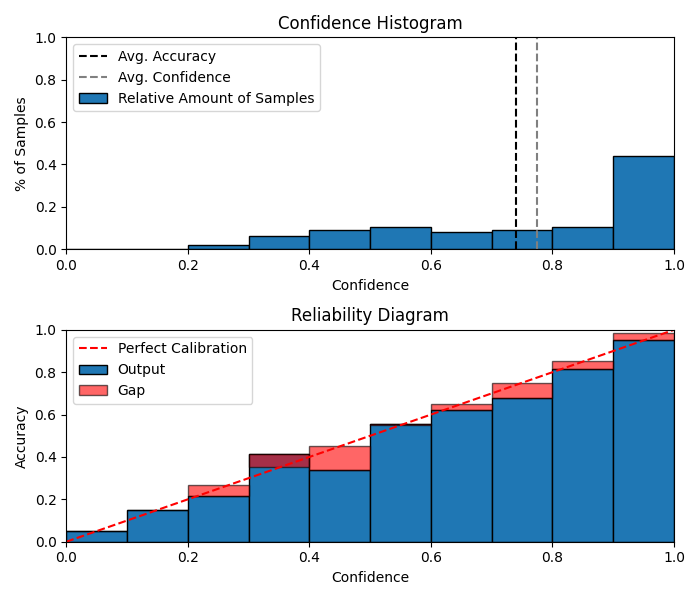 Confidence Histogram
1.0
0.8
0.6
0.4
0.2
0.0
% of Samples
Avg. Accuracy
Avg. Confidence
Relative Amount of Samples
0.0 0.2 0.4 0.6 0.8 1.0
Confidence
Reliability Diagram
1.0
0.8
0.6
0.4
0.2
0.0
Accuracy
Perfect Calibration
Output
Gap
0.0 0.2 0.4 0.6 0.8 1.0
Confidence